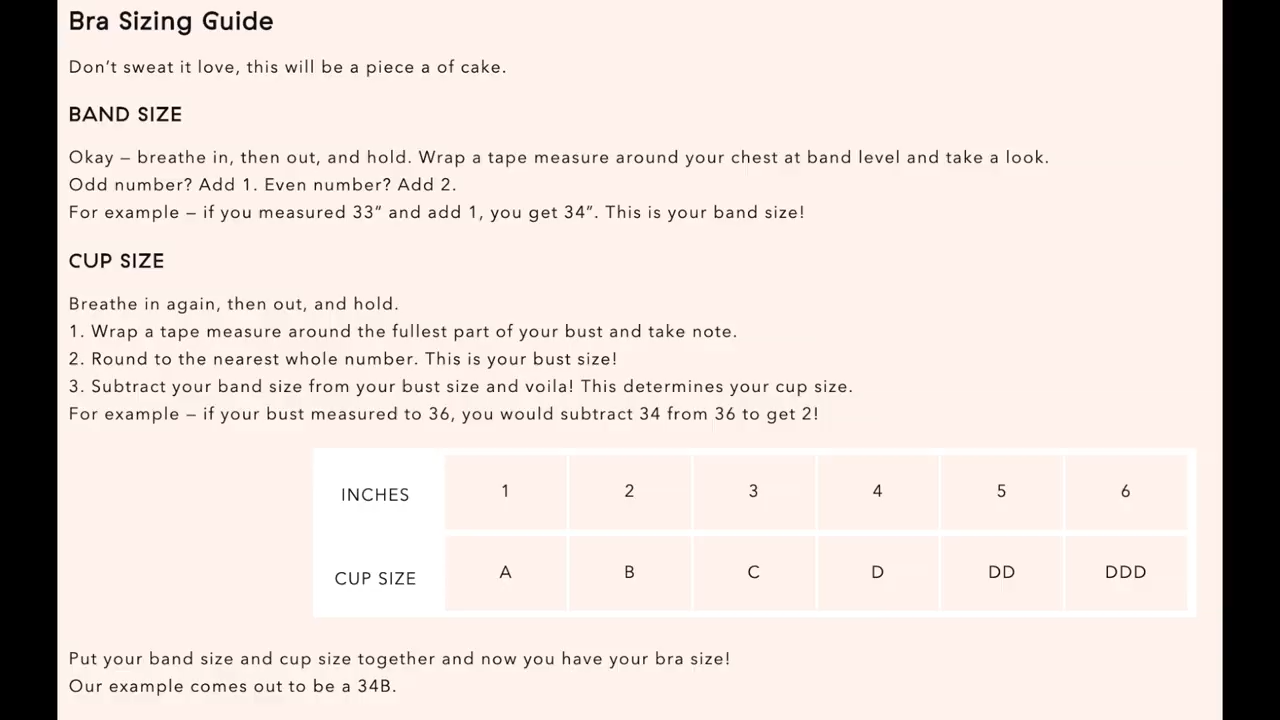 Bra Sizing Guide
Don't sweat it love, this will be a piece a of cake.
BAND SIZE
Okay – breathe in, then out, and hold. Wrap a tape measure around your chest at band level and take a look.
Odd number? Add 1. Even number? Add 2.
For example – if you measured 33" and add 1, you get 34". This is your band size!
CUP SIZE
Breathe in again, then out, and hold.
1. Wrap a tape measure around the fullest part of your bust and take note.
2. Round to the nearest whole number. This is your bust size!
3. Subtract your band size from your bust size and voila! This determines your cup size.
For example – if your bust measured to 36, you would subtract 34 from 36 to get 2!
INCHES 1 2 3 4 5 6
CUP SIZE A B C D DD DDD
Put your band size and cup size together and now you have your bra size!
Our example comes out to be a 34B.